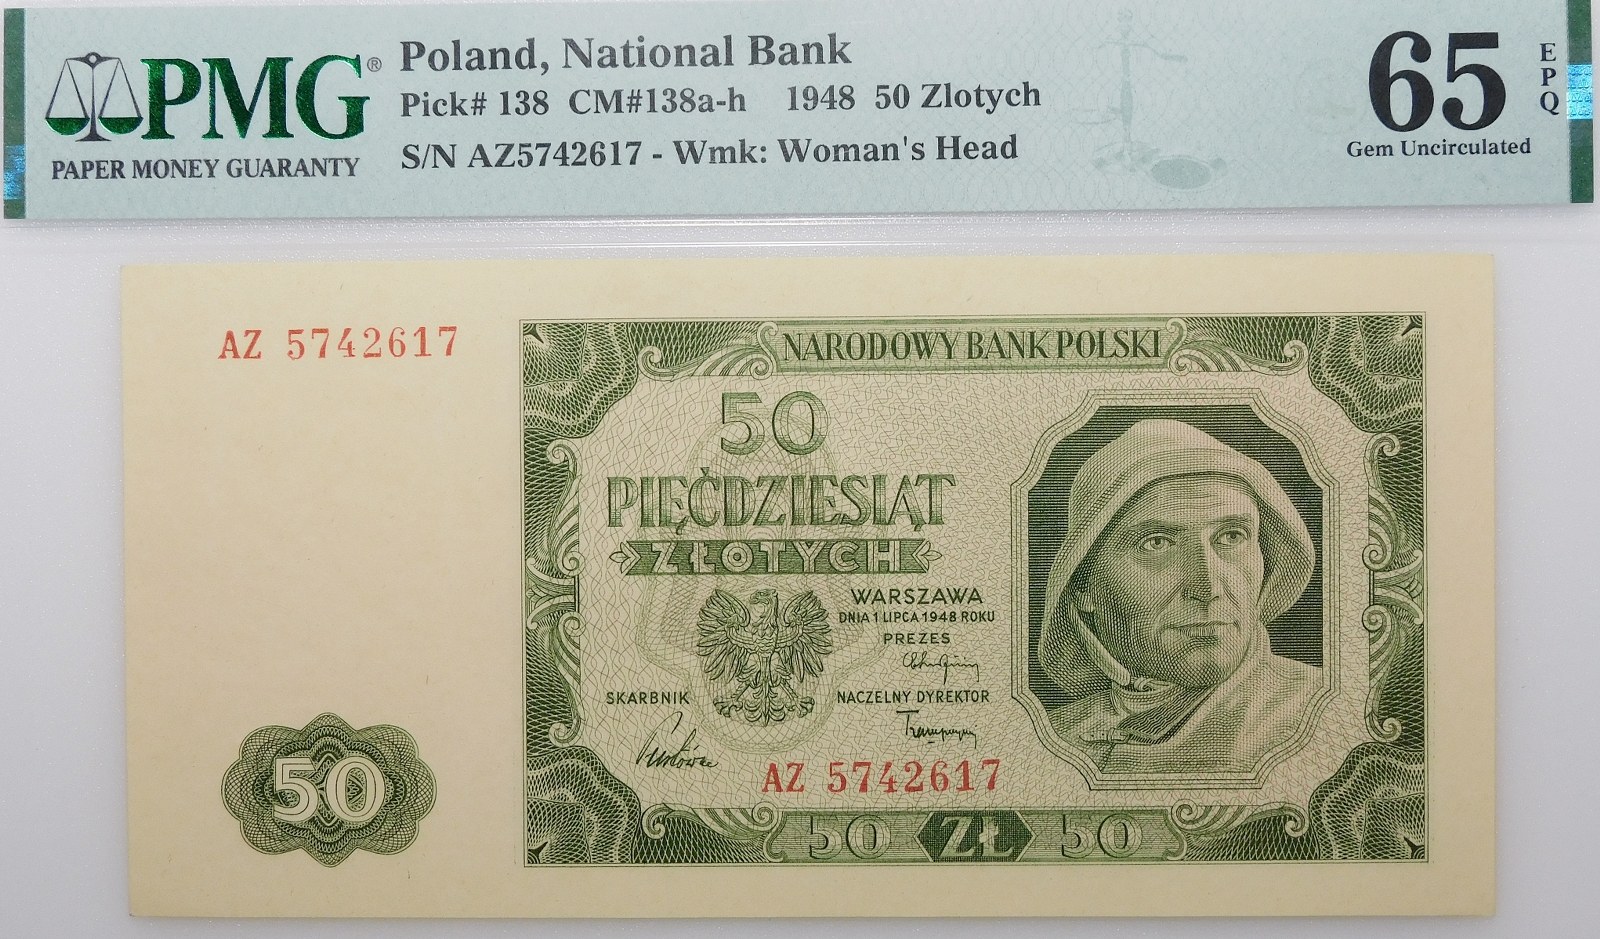 PMG®
PAPER MONEY GUARANTY
Poland, National Bank
Pick# 138 CM#138a-h 1948 50 Zlotych
S/N AZ5742617 - Wmk: Woman's Head
65 EPQ
Gem Uncirculated
AZ 5742617
NARODOWY BANK POLSKI
50
PIĘĆDZIESIĄT
ZŁOTYCH
WARSZAWA
DNIA 1 LIPCA 1948 ROKU
PREZES
SKARBNIK
NACZELNY DYREKTOR
AZ 5742617
50
50 ZŁ 50